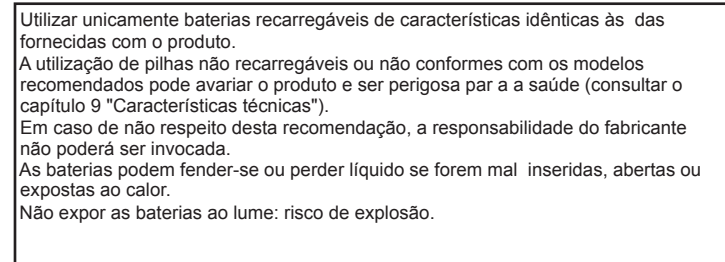 Utilizar unicamente baterias recarregáveis de características idênticas às  das
fornecidas com o produto.
A utilização de pilhas não recarregáveis ou não conformes com os modelos
recomendados pode avariar o produto e ser perigosa par a a saúde (consultar o
capítulo 9 "Características técnicas").
Em caso de não respeito desta recomendação, a responsabilidade do fabricante
não poderá ser invocada.
As baterias podem fender-se ou perder líquido se forem mal  inseridas, abertas ou
expostas ao calor.
Não expor as baterias ao lume: risco de explosão.